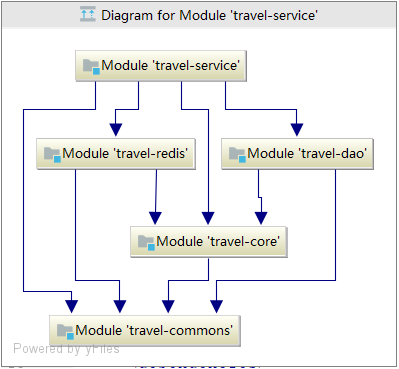 Diagram for Module 'travel-service'
Module 'travel-service'
Module 'travel-redis'
Module 'travel-dao'
Module 'travel-core'
Module 'travel-commons'
Powered by yFiles